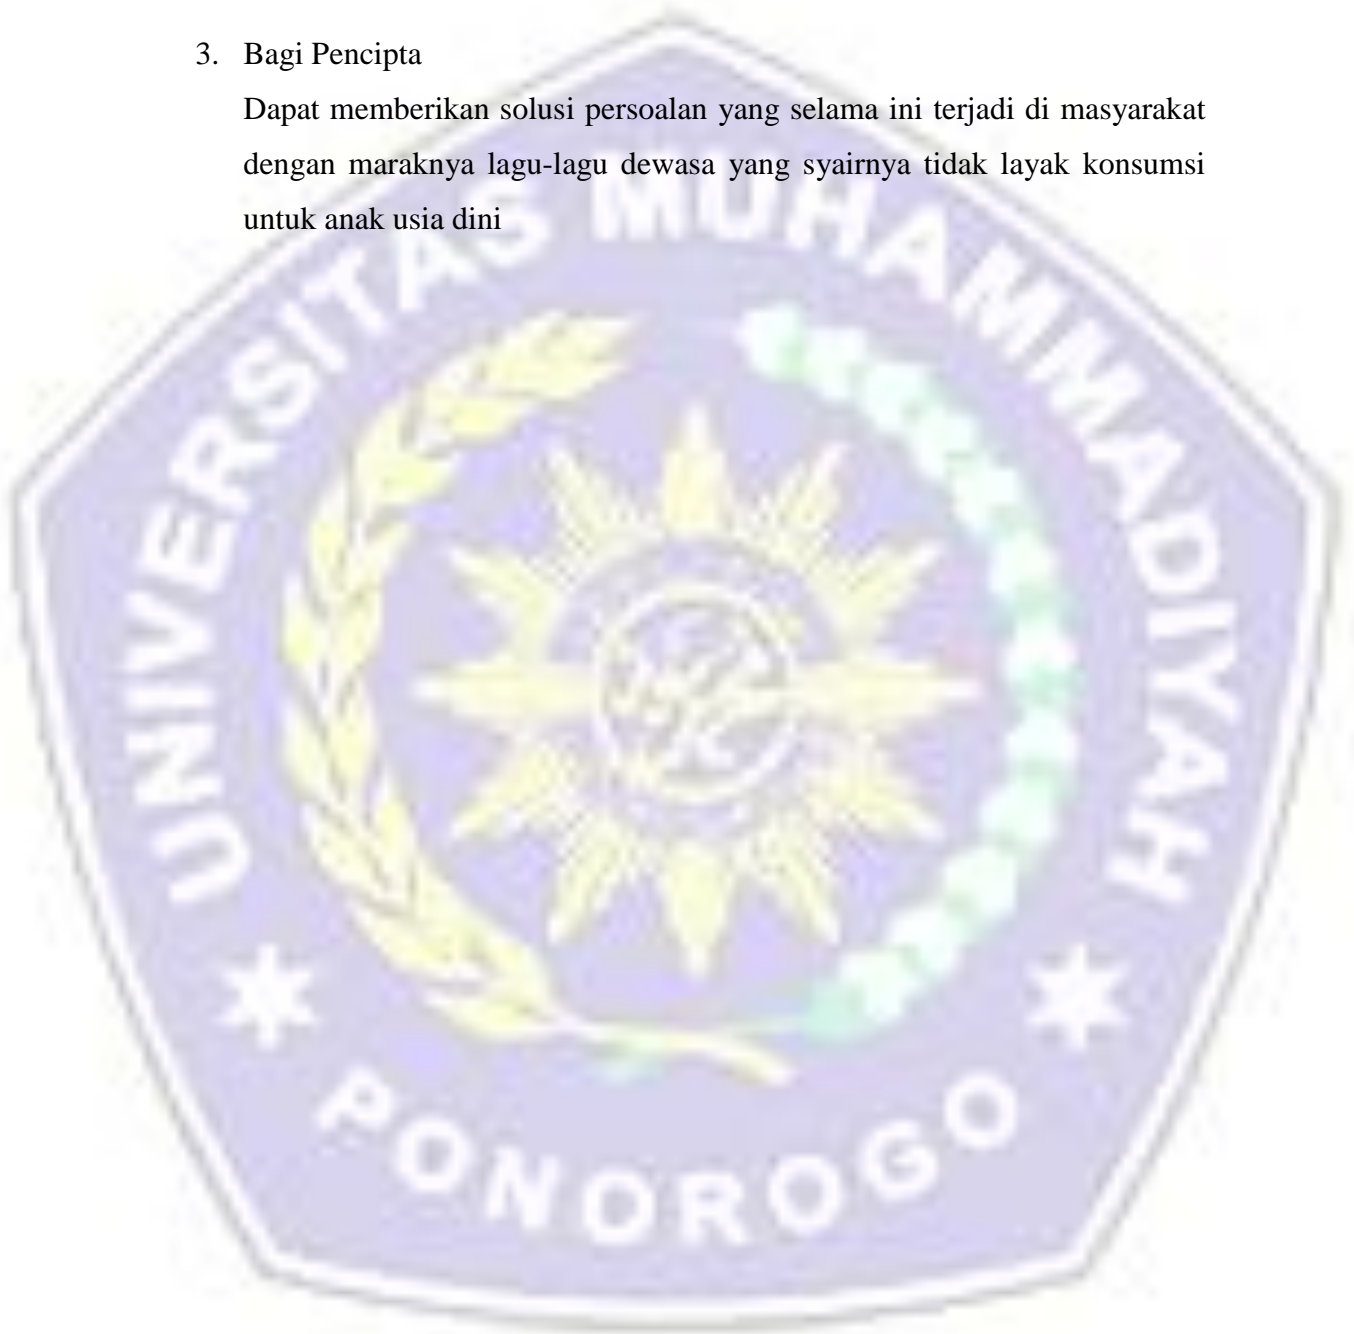 3. Bagi Pencipta
Dapat memberikan solusi persoalan yang selama ini terjadi di masyarakat
dengan maraknya lagu-lagu dewasa yang syairnya tidak layak konsumsi
untuk anak usia dini
UNIVERSITAS MUHAMMADIYAH
PONOROGO